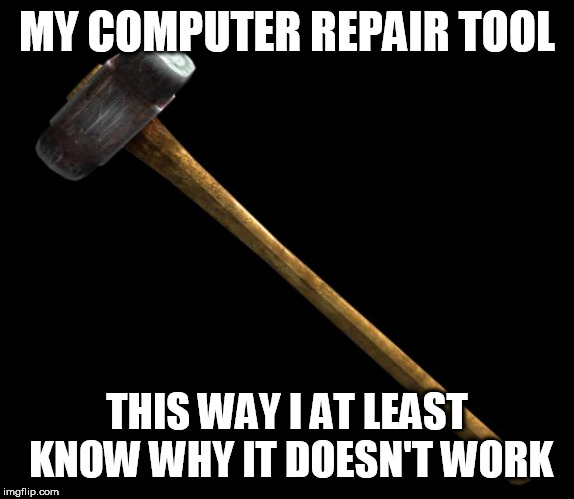 MY COMPUTER REPAIR TOOL
THIS WAY I AT LEAST
KNOW WHY IT DOESN'T WORK
imgflip.com